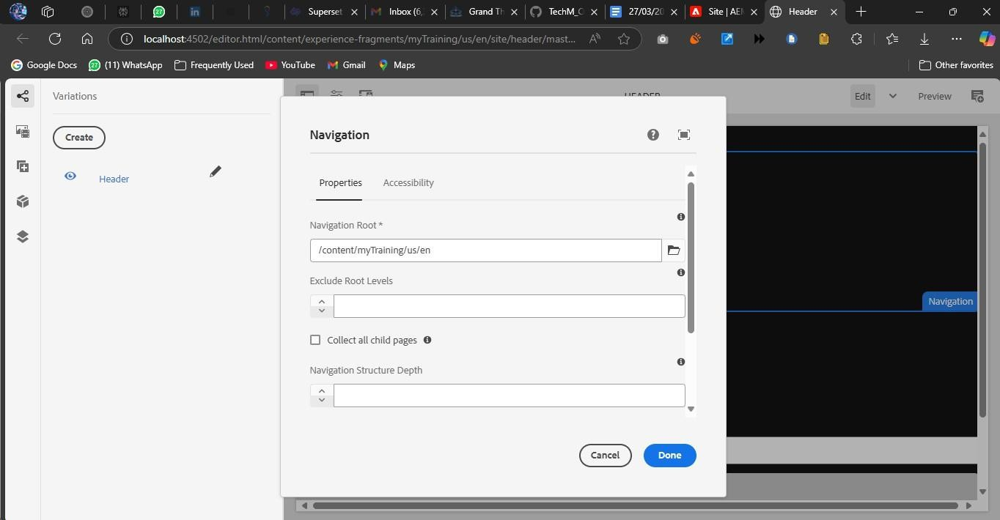 Superset
Inbox (6,
Grand Th
TechM_C
27/03/20
Site | AEM
Header
localhost:4502/editor.html/content/experience-fragments/myTraining/us/en/site/header/mast...
Google Docs
(11) WhatsApp
Frequently Used
YouTube
Gmail
Maps
Other favorites
Variations
HEADER
Edit
Preview
Create
Header
Navigation
Properties
Accessibility
Navigation Root *
/content/myTraining/us/en
Exclude Root Levels
Navigation
Collect all child pages
Navigation Structure Depth
Cancel
Done